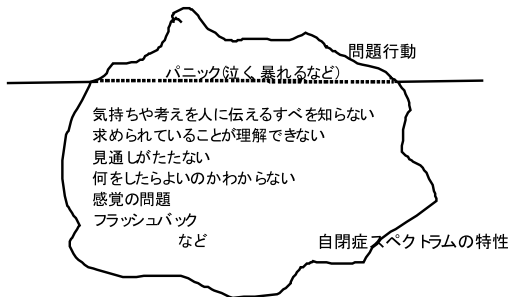 問題行動
パニック(泣く、暴れるなど)
気持ちや考えを人に伝えるすべを知らない
求められていることが理解できない
見通しがたたない
何をしたらよいのかわからない
感覚の問題
フラッシュバック
など
自閉症スペクトラムの特性